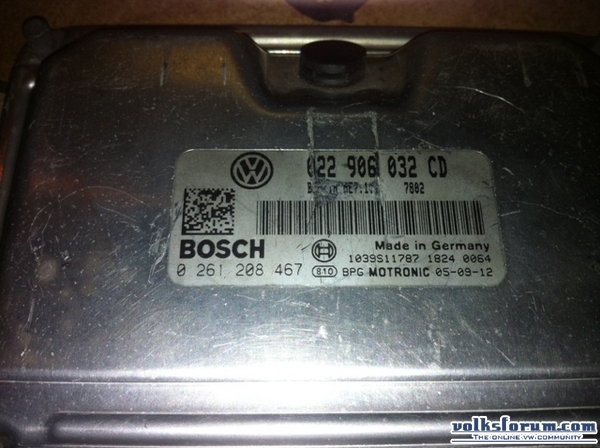 022 906 032 CD
7802
BOSCH
Made in Germany
1039S11787 1824 0064
0 261 208 467 810 BPG MOTRONIC 05-09-12
volksforum.com
THE-ONLINE-VW-COMMUNITY